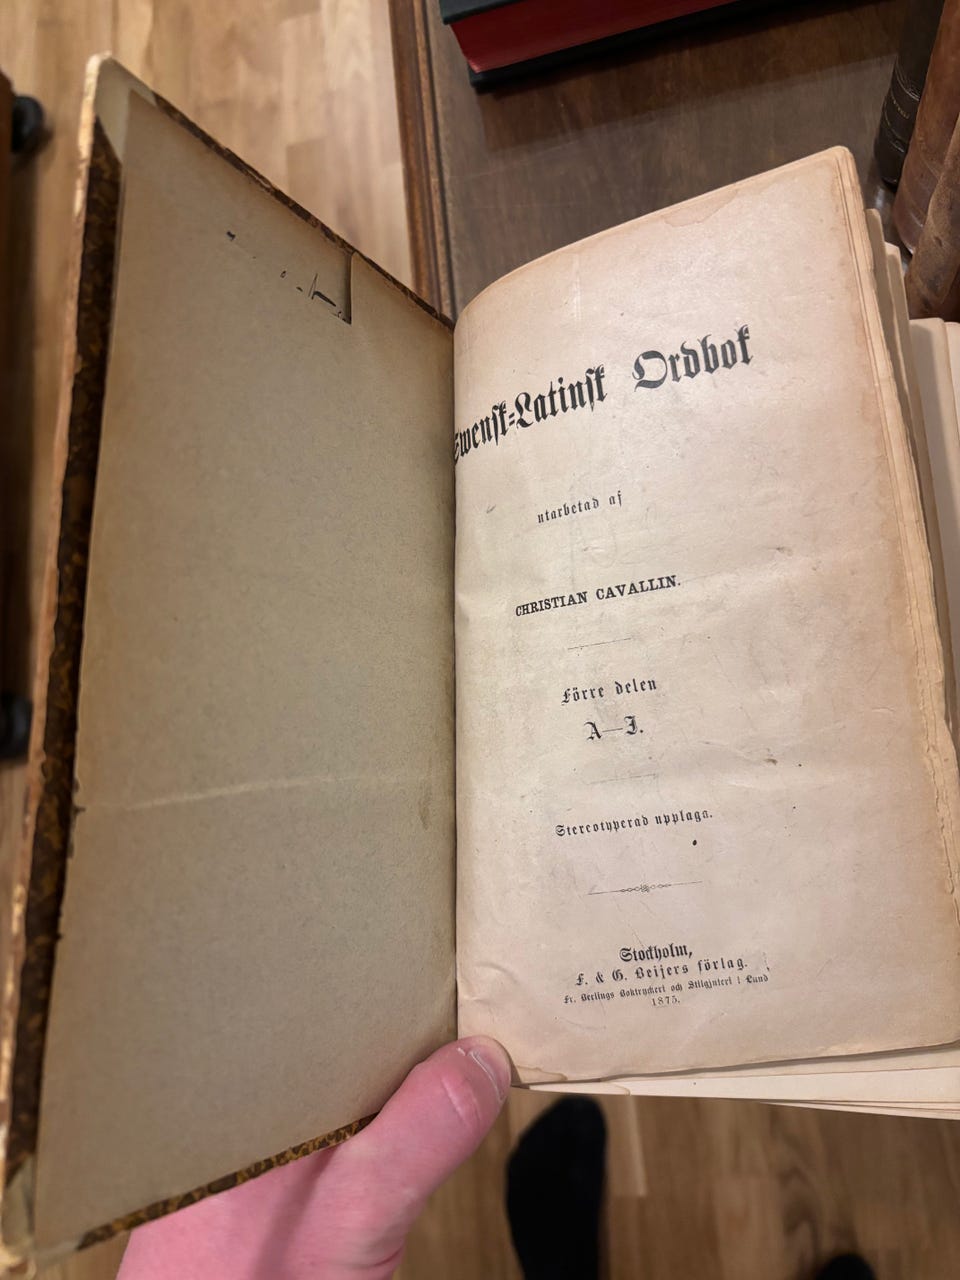 Swensk-Latinsk Ordbok
utarbetad af
CHRISTIAN CAVALLIN.
Förre delen
A—I.
Stereotyperad upplaga.
Stockholm,
F. & G. Beijers förlag.
Fr. Berlings Boktryckeri och Stilgjuteri i Lund
1875.